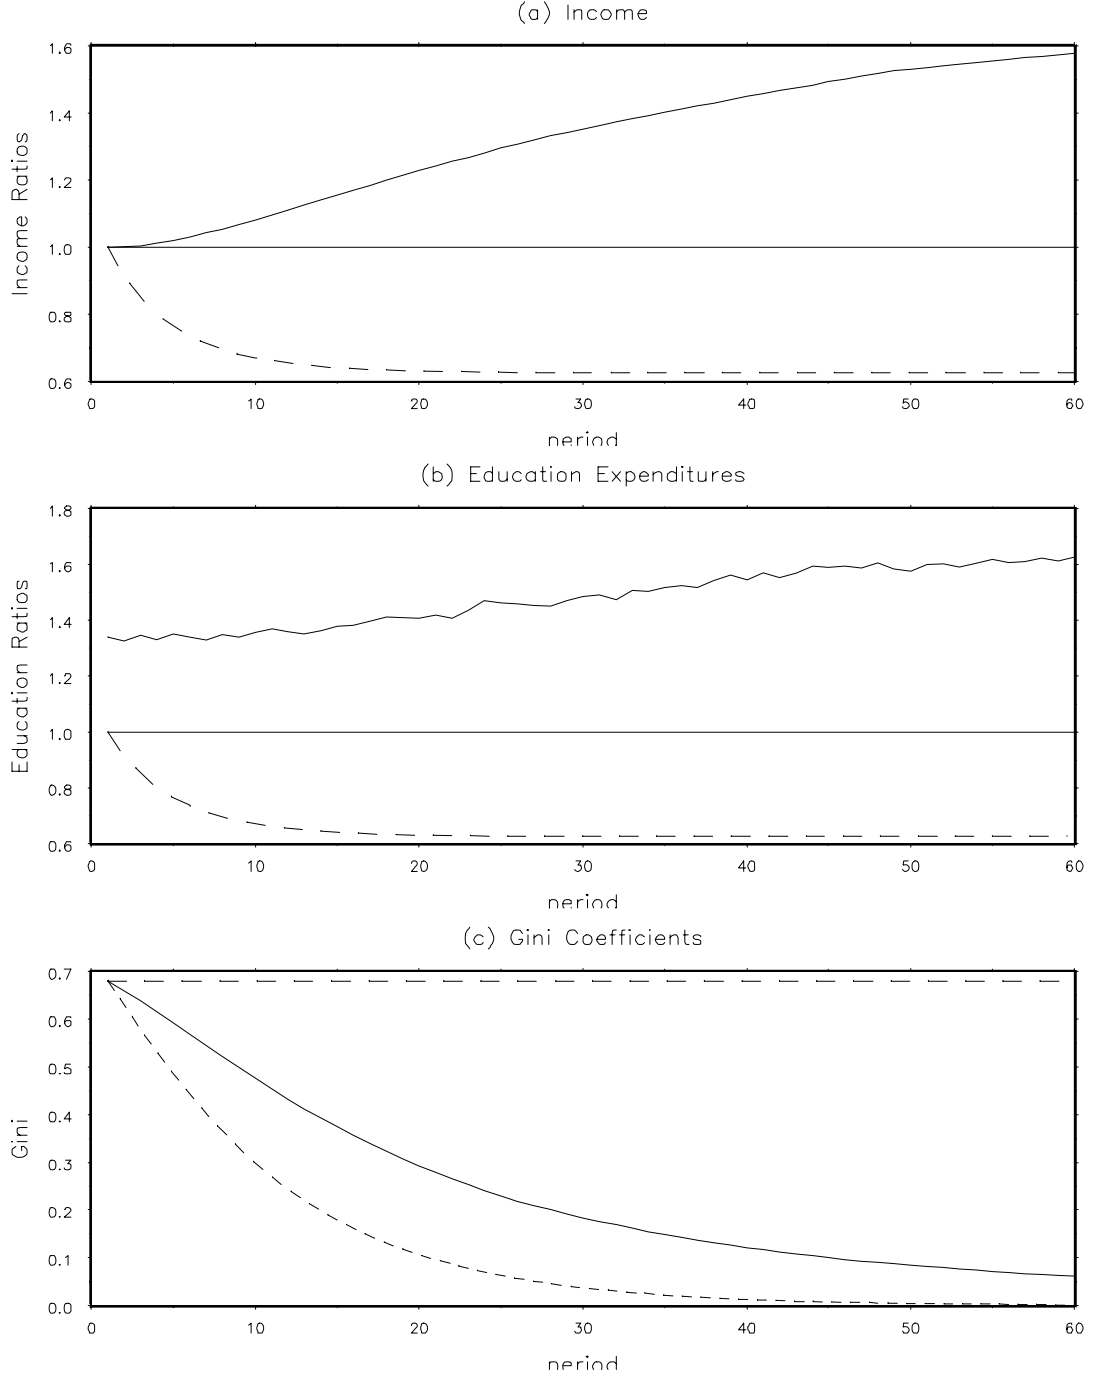 (a) Income
1.6
1.4
1.2
1.0
0.8
0.6
Income Ratios
0 10 20 30 40 50 60
period
(b) Education Expenditures
1.8
1.6
1.4
1.2
1.0
0.8
0.6
Education Ratios
0 10 20 30 40 50 60
period
(c) Gini Coefficients
0.7
0.6
0.5
0.4
0.3
0.2
0.1
0.0
Gini
0 10 20 30 40 50 60
period